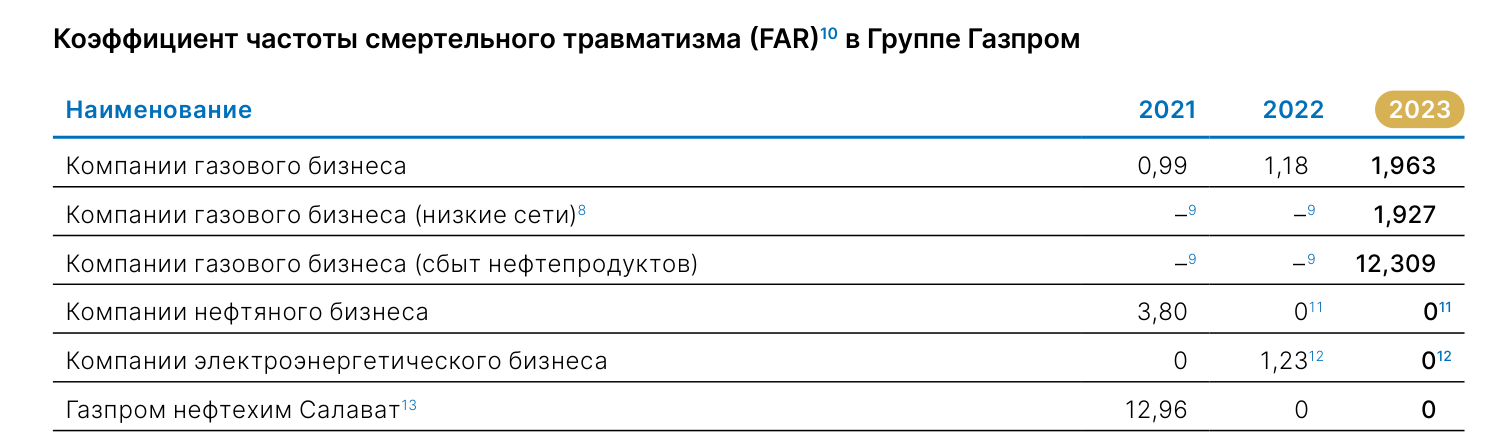 Коэффициент частоты смертельного травматизма (FAR)¹⁰ в Группе Газпром
Наименование 2021 2022 2023
Компании газового бизнеса 0,99 1,18 1,963
Компании газового бизнеса (низкие сети)⁸ –⁹ –⁹ 1,927
Компании газового бизнеса (сбыт нефтепродуктов) –⁹ –⁹ 12,309
Компании нефтяного бизнеса 3,80 0¹¹ 0¹¹
Компании электроэнергетического бизнеса 0 1,23¹² 0¹²
Газпром нефтехим Салават¹³ 12,96 0 0